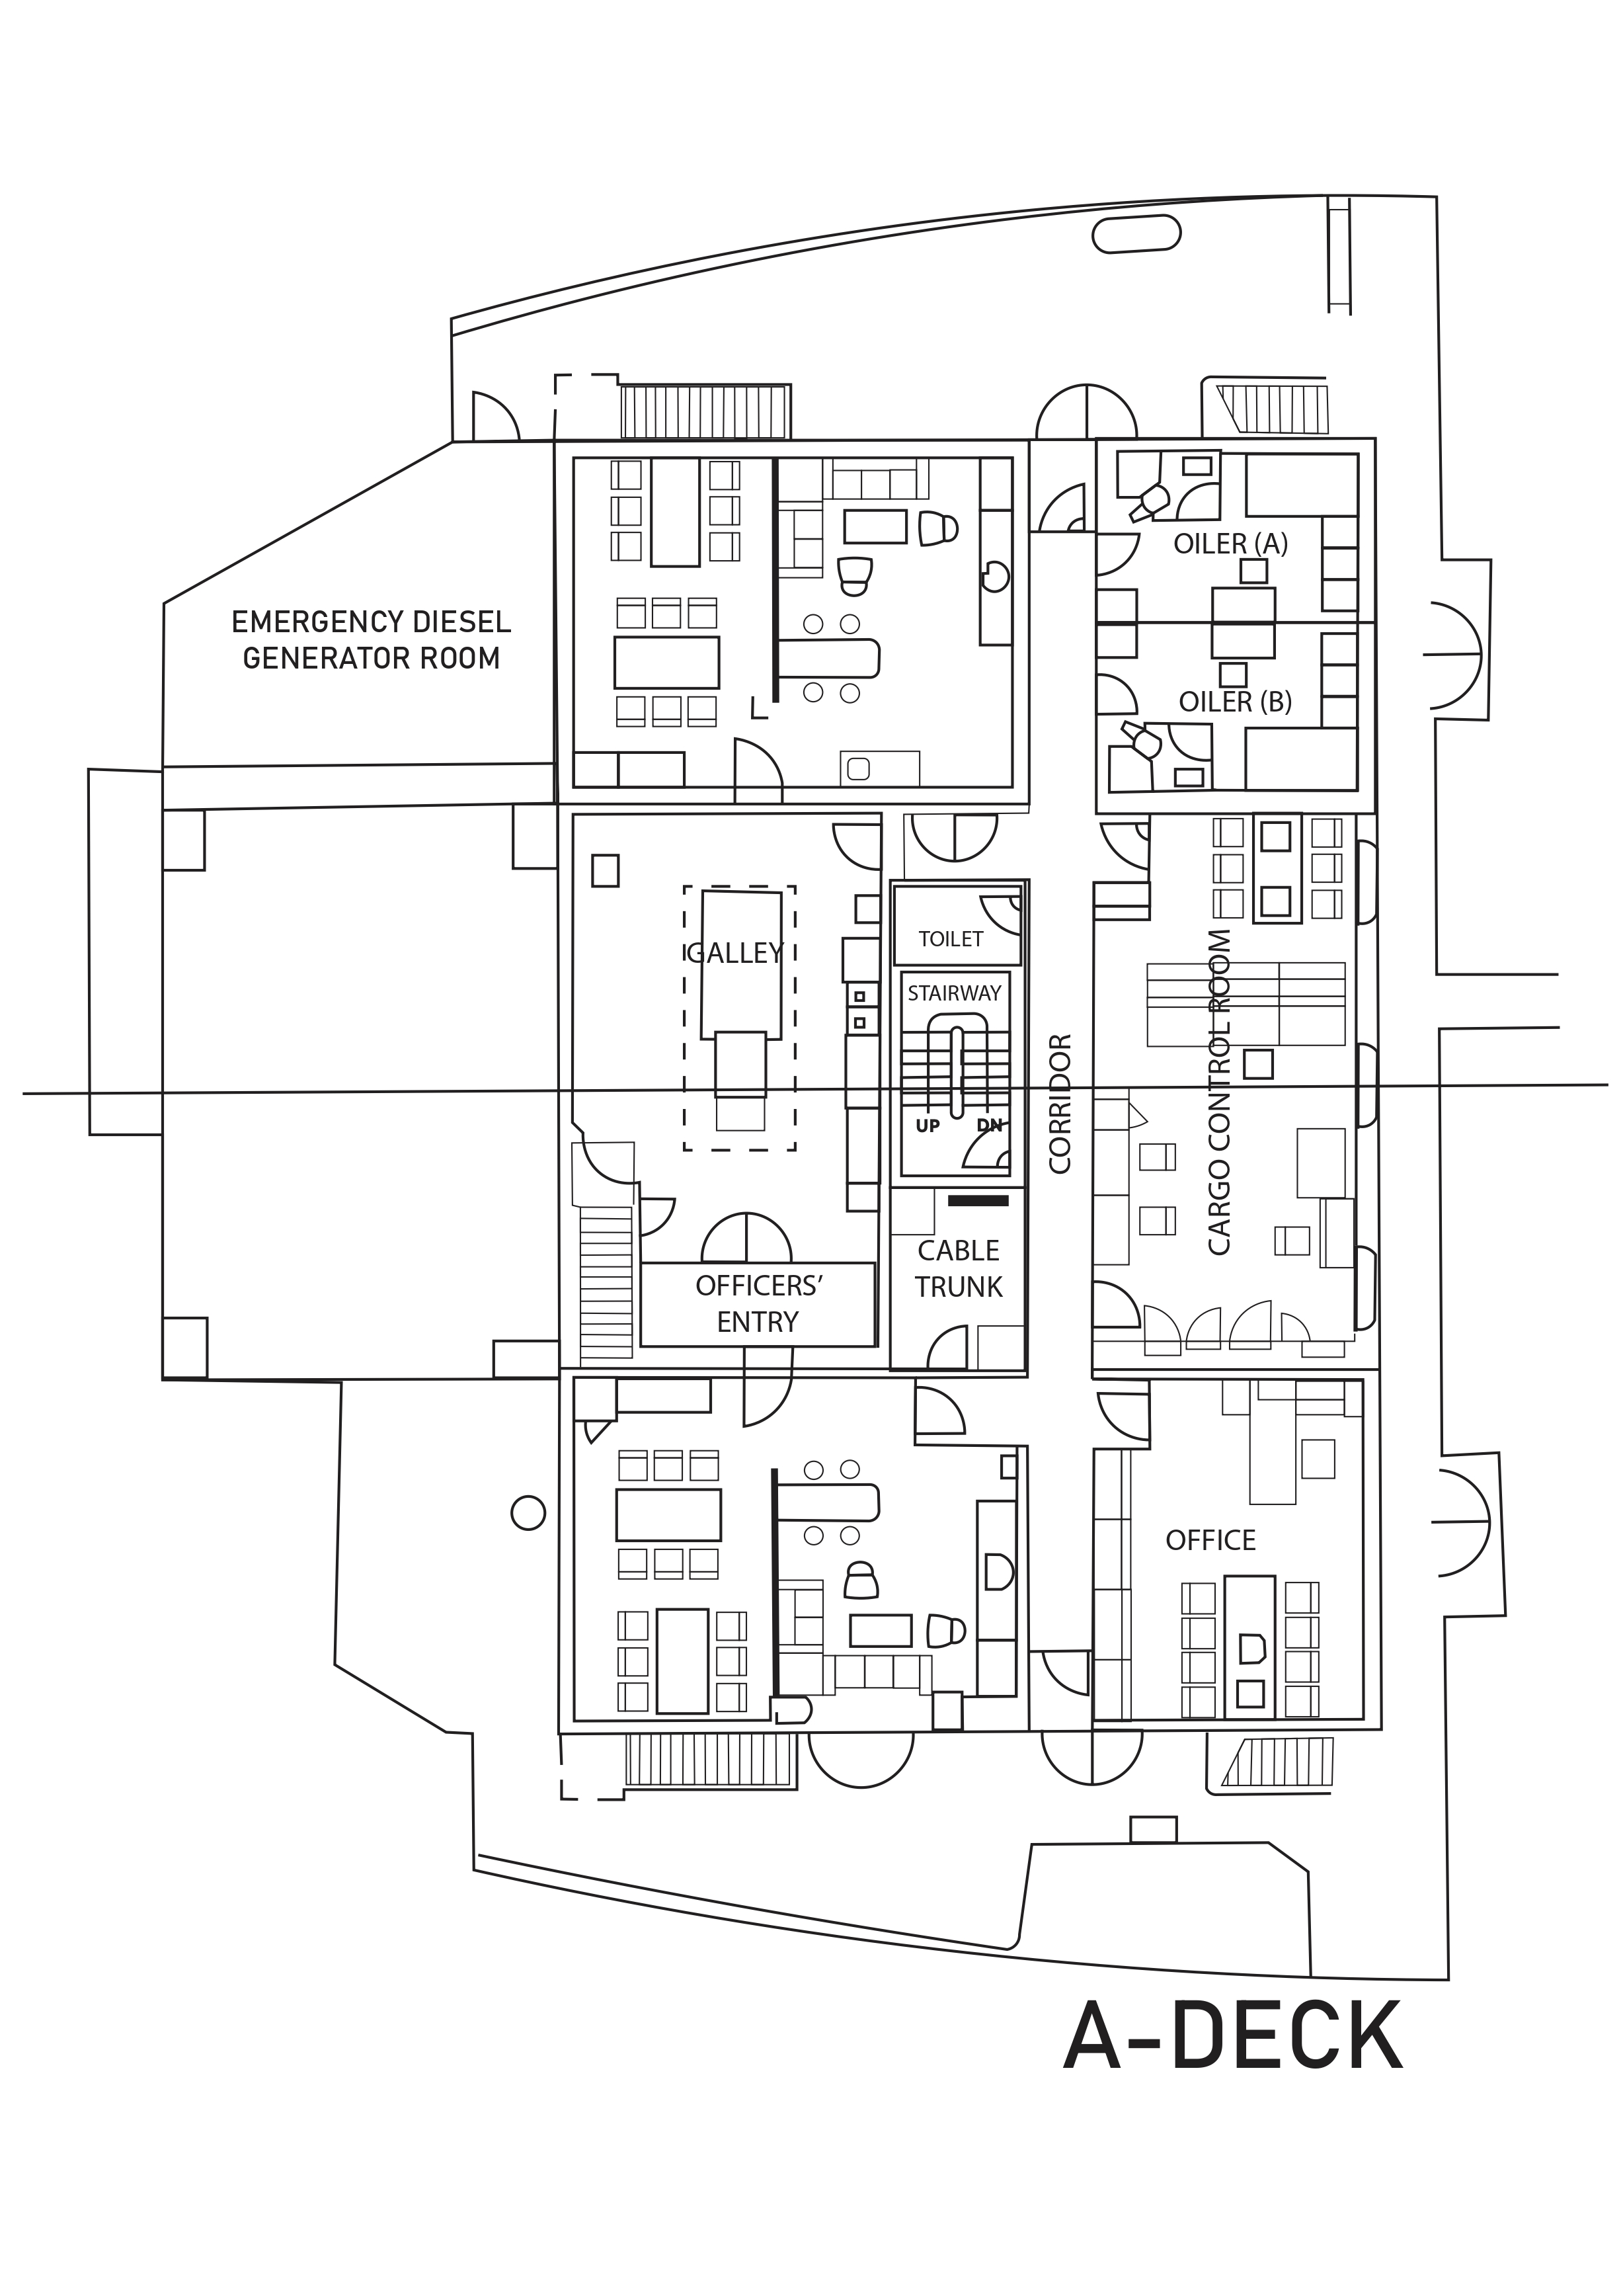 OILER (A)
EMERGENCY DIESEL
GENERATOR ROOM
OILER (B)
GALLEY
TOILET
STAIRWAY
UP
DN
CORRIDOR
CARGO CONTROL ROOM
CABLE
TRUNK
OFFICERS’
ENTRY
OFFICE
A-DECK